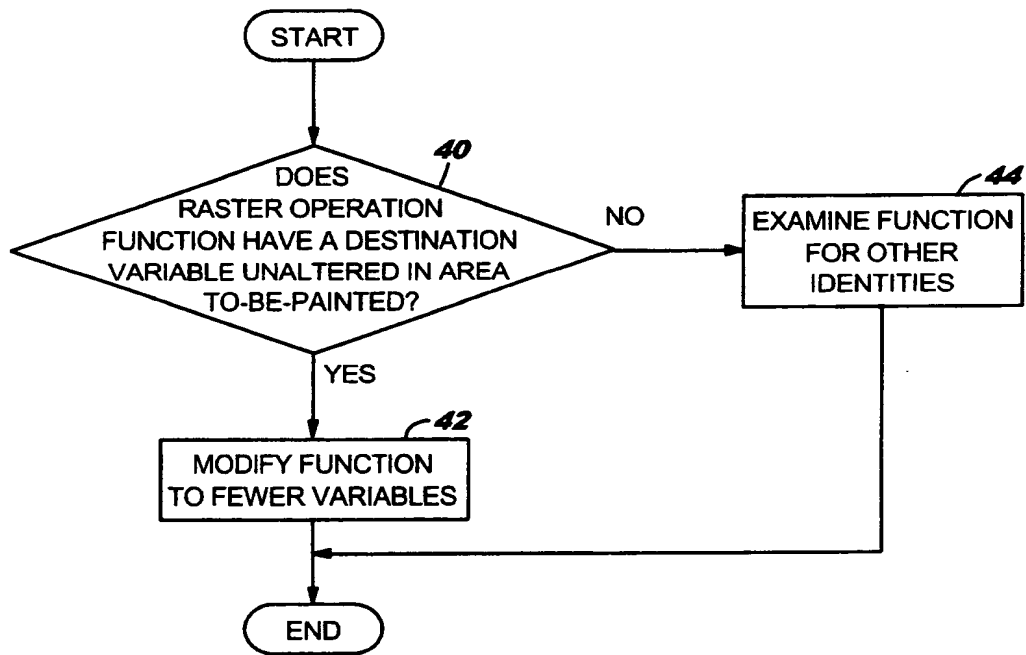 START
40
DOES
RASTER OPERATION
FUNCTION HAVE A DESTINATION
VARIABLE UNALTERED IN AREA
TO-BE-PAINTED?
NO
44
EXAMINE FUNCTION
FOR OTHER
IDENTITIES
YES
42
MODIFY FUNCTION
TO FEWER VARIABLES
END